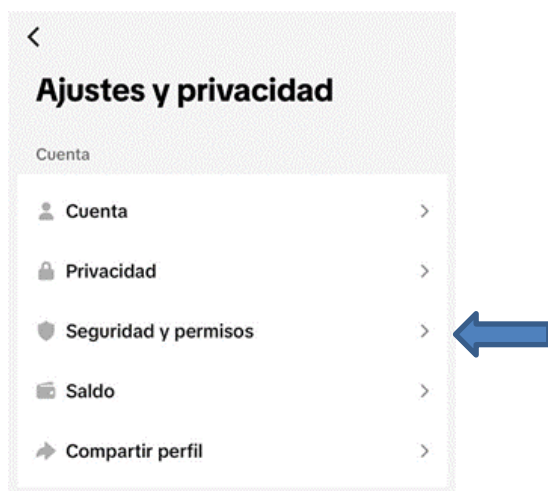 Ajustes y privacidad
Cuenta
Cuenta
Privacidad
Seguridad y permisos
Saldo
Compartir perfil